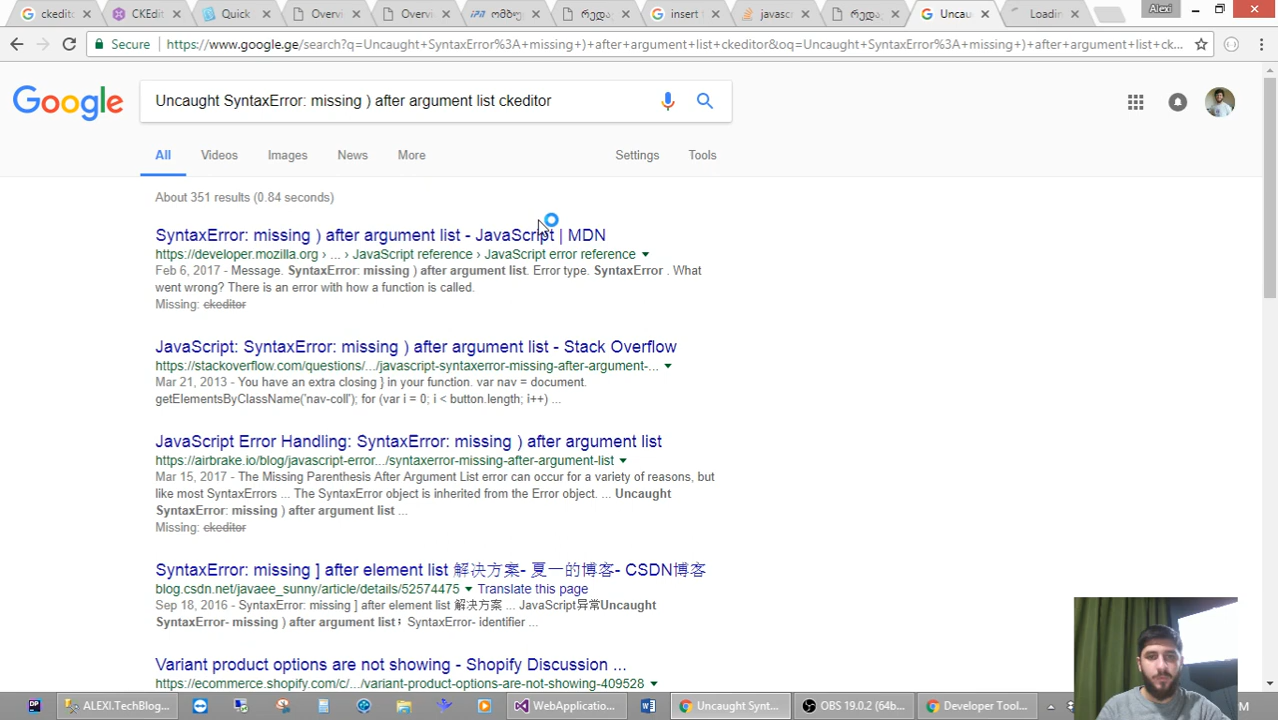 ckedito
CKEdit
Quick
Overvi
Overvi
ომბუ
რედა
insert
javasc
რედა
Uncau
Loadin
Alexi
Secure https://www.google.ge/search?q=Uncaught+SyntaxError%3A+missing+)+after+argument+list+ckeditor&oq=Uncaught+SyntaxError%3A+missing+)+after+argument+list+ck...
Google
Uncaught SyntaxError: missing ) after argument list ckeditor
All Videos Images News More Settings Tools
About 351 results (0.84 seconds)
SyntaxError: missing ) after argument list - JavaScript | MDN
https://developer.mozilla.org › ... › JavaScript reference › JavaScript error reference
Feb 6, 2017 - Message. SyntaxError: missing ) after argument list. Error type. SyntaxError . What
went wrong? There is an error with how a function is called.
Missing: ckeditor
JavaScript: SyntaxError: missing ) after argument list - Stack Overflow
https://stackoverflow.com/questions/.../javascript-syntaxerror-missing-after-argument-...
Mar 21, 2013 - You have an extra closing } in your function. var nav = document.
getElementsByClassName('nav-coll'); for (var i = 0; i < button.length; i++) ...
JavaScript Error Handling: SyntaxError: missing ) after argument list
https://airbrake.io/blog/javascript-error.../syntaxerror-missing-after-argument-list
Mar 15, 2017 - The Missing Parenthesis After Argument List error can occur for a variety of reasons, but
like most SyntaxErrors ... The SyntaxError object is inherited from the Error object. ... Uncaught
SyntaxError: missing ) after argument list ...
Missing: ckeditor
SyntaxError: missing ] after element list 解决方案- 夏一的博客- CSDN博客
blog.csdn.net/javaee_sunny/article/details/52574475 Translate this page
Sep 18, 2016 - SyntaxError: missing ] after element list 解决方案 ... JavaScript异常Uncaught
SyntaxError- missing ) after argument list； SyntaxError- identifier ...
Variant product options are not showing - Shopify Discussion ...
https://ecommerce.shopify.com/c/.../variant-product-options-are-not-showing-409528
ALEXI.TechBlog...
WebApplication...
Uncaught Synt...
OBS 19.0.2 (64b...
Developer Tool...